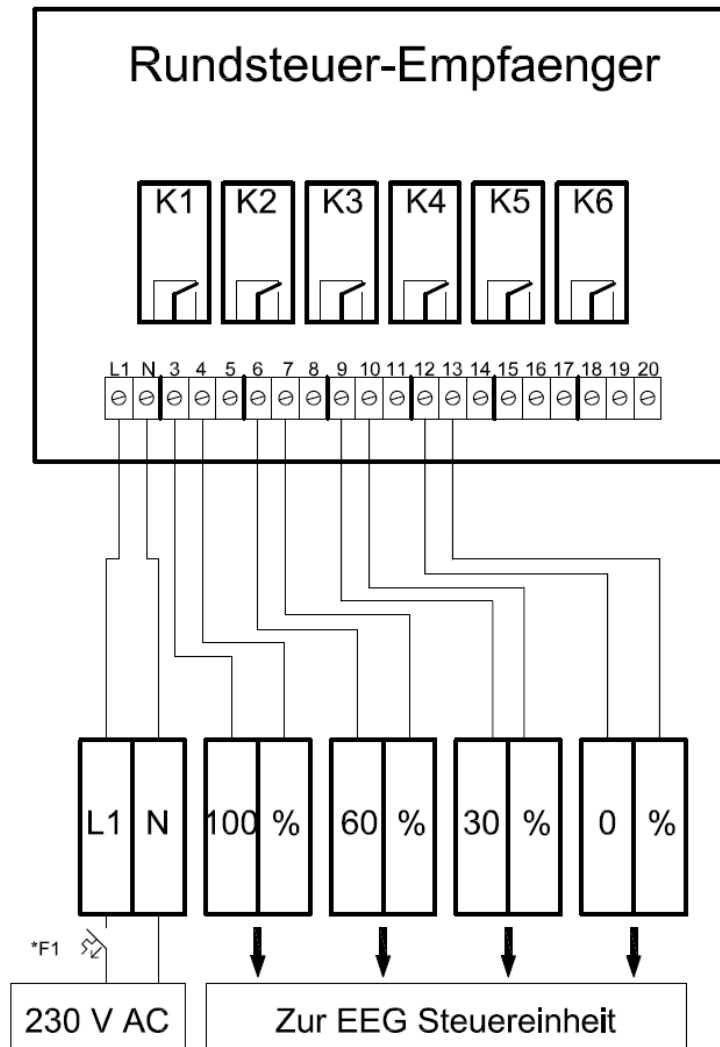 Rundsteuer-Empfaenger
K1 K2 K3 K4 K5 K6
L1 N 3 4 5 6 7 8 9 10 11 12 13 14 15 16 17 18 19 20
L1 N 100 % 60 % 30 % 0 %
*F1
230 V AC Zur EEG Steuereinheit